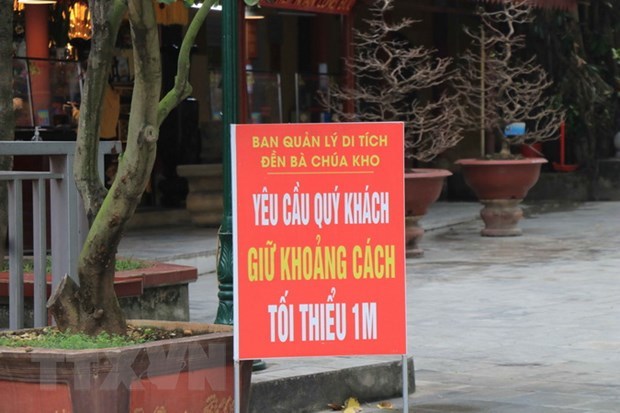 BAN QUẢN LÝ DI TÍCH
ĐỀN BÀ CHÚA KHO
YÊU CẦU QUÝ KHÁCH
GIỮ KHOẢNG CÁCH
TỐI THIỂU 1M